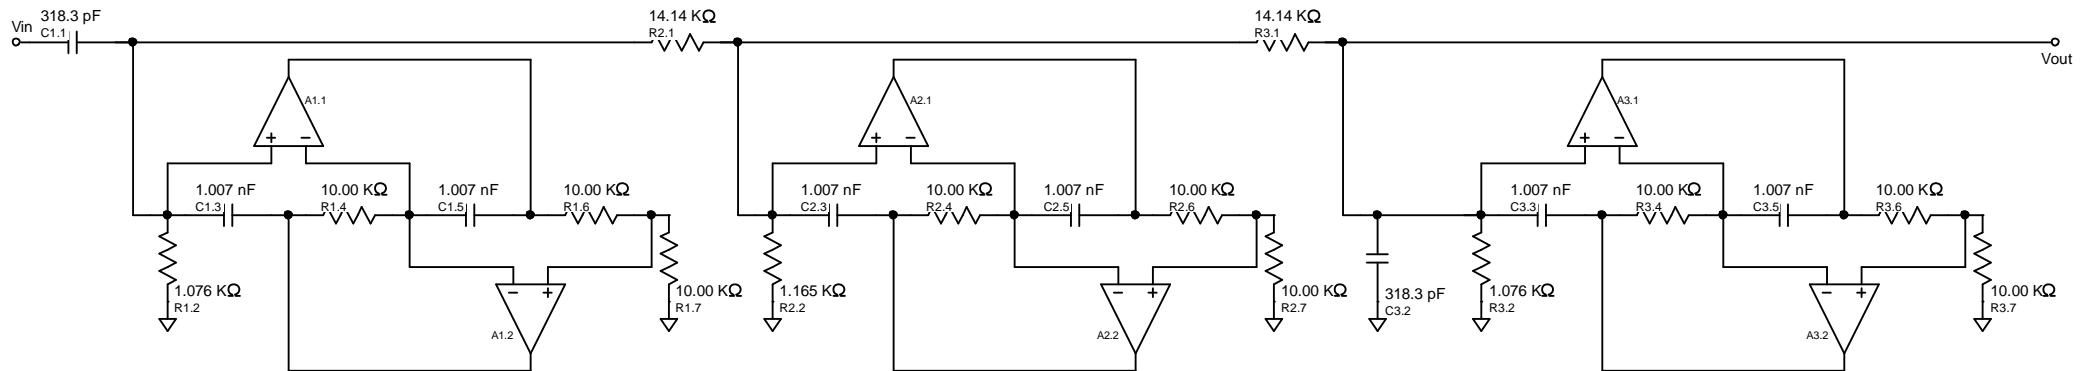 Vin
318.3 pF
C1.1
14.14 KΩ
R2.1
14.14 KΩ
R3.1
Vout
A1.1
+ −
A2.1
+ −
A3.1
+ −
1.007 nF
C1.3
10.00 KΩ
R1.4
1.007 nF
C1.5
10.00 KΩ
R1.6
1.007 nF
C2.3
10.00 KΩ
R2.4
1.007 nF
C2.5
10.00 KΩ
R2.6
1.007 nF
C3.3
10.00 KΩ
R3.4
1.007 nF
C3.5
10.00 KΩ
R3.6
1.076 KΩ
R1.2
− +
A1.2
10.00 KΩ
R1.7
1.165 KΩ
R2.2
− +
A2.2
10.00 KΩ
R2.7
318.3 pF
C3.2
1.076 KΩ
R3.2
− +
A3.2
10.00 KΩ
R3.7